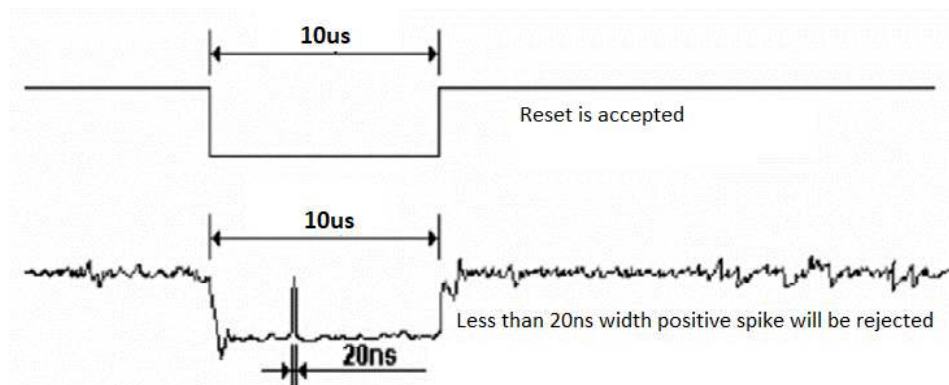 10us
Reset is accepted
10us
Less than 20ns width positive spike will be rejected
20ns